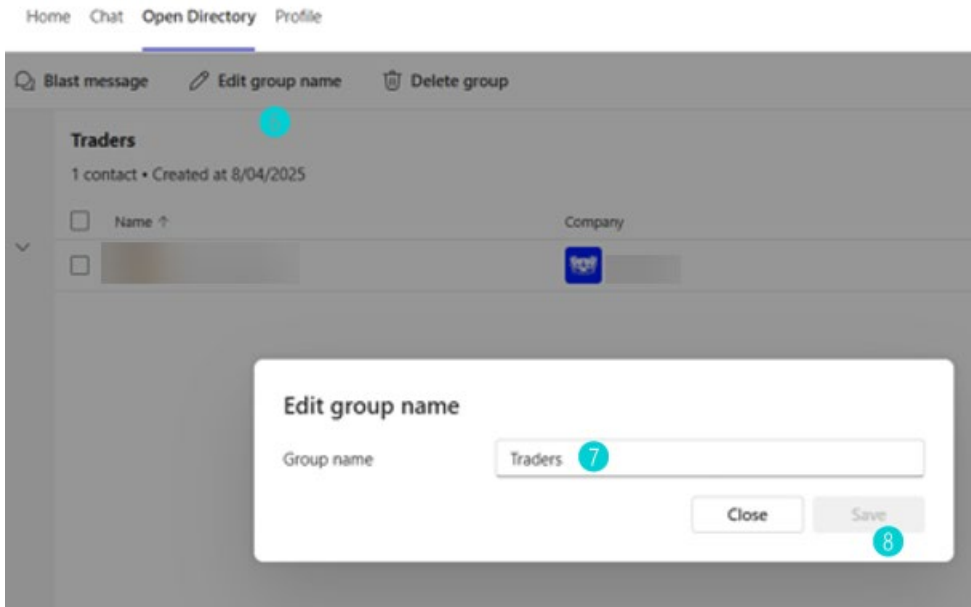 Home Chat Open Directory Profile
Blast message Edit group name Delete group
Traders
1 contact • Created at 8/04/2025
Name ↑ Company
Edit group name
Group name Traders 7
Close Save
8